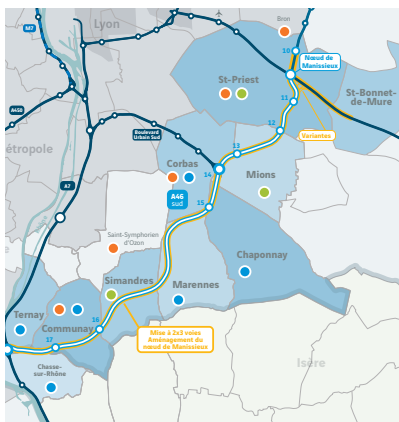 Lyon
M7
Bron
10
Nœud de
Manissieux
St-Priest
St-Bonnet-
de-Mure
11
A450
Boulevard
Urbain Sud
12
Variantes
étropole
13
Corbas
14
Mions
A7
A46
sud
15
Saint-Symphorien
d'Ozon
Chaponnay
Simandres
Marennes
Ternay
16
Communay
Mise à 2x3 voies
Aménagement du
nœud de Manissieux
17
Isère
Chasse-
sur-Rhône